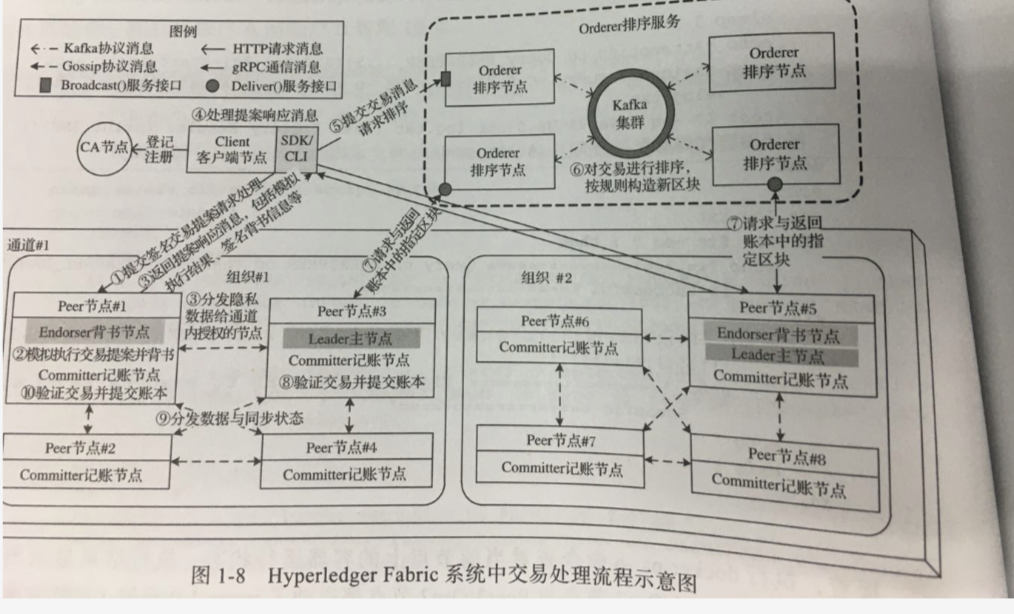 图例
Kafka协议消息
HTTP请求消息
Gossip协议消息
gRPC通信消息
Broadcast()服务接口
Deliver()服务接口
Orderer排序服务
Orderer
排序节点
Orderer
排序节点
Kafka
集群
Orderer
排序节点
Orderer
排序节点
⑥对交易进行排序,
按规则构造新区块
④处理提案响应消息
⑤提交交易消息
请求排序
CA节点
登记
注册
Client
客户端节点
SDK/
CLI
①提交签名交易提案请求处理
③返回提案响应消息,包括模拟
执行结果、签名背书信息等
⑦请求与返回
账本中的指定区块
⑦请求与返回
账本中的指
定区块
通道#1
组织#1
Peer节点#1
Endorser背书节点
②模拟执行交易提案并背书
Committer记账节点
⑩验证交易并提交账本
③分发隐私
数据给通道
内授权的节点
Peer节点#3
Leader主节点
Committer记账节点
⑧验证交易并提交账本
⑨分发数据与同步状态
Peer节点#2
Committer记账节点
Peer节点#4
Committer记账节点
组织 #2
Peer节点#6
Committer记账节点
Peer节点#5
Endorser背书节点
Leader主节点
Committer记账节点
Peer节点#7
Committer记账节点
Peer节点#8
Committer记账节点
图 1-8 Hyperledger Fabric 系统中交易处理流程示意图